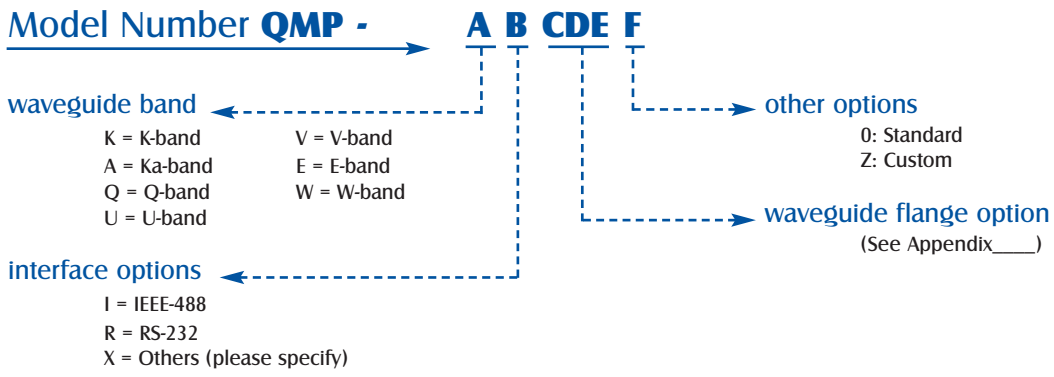 Model Number QMP - A B CDE F
waveguide band
K = K-band
A = Ka-band
Q = Q-band
U = U-band
V = V-band
E = E-band
W = W-band
other options
0: Standard
Z: Custom
waveguide flange option
(See Appendix____)
interface options
I = IEEE-488
R = RS-232
X = Others (please specify)